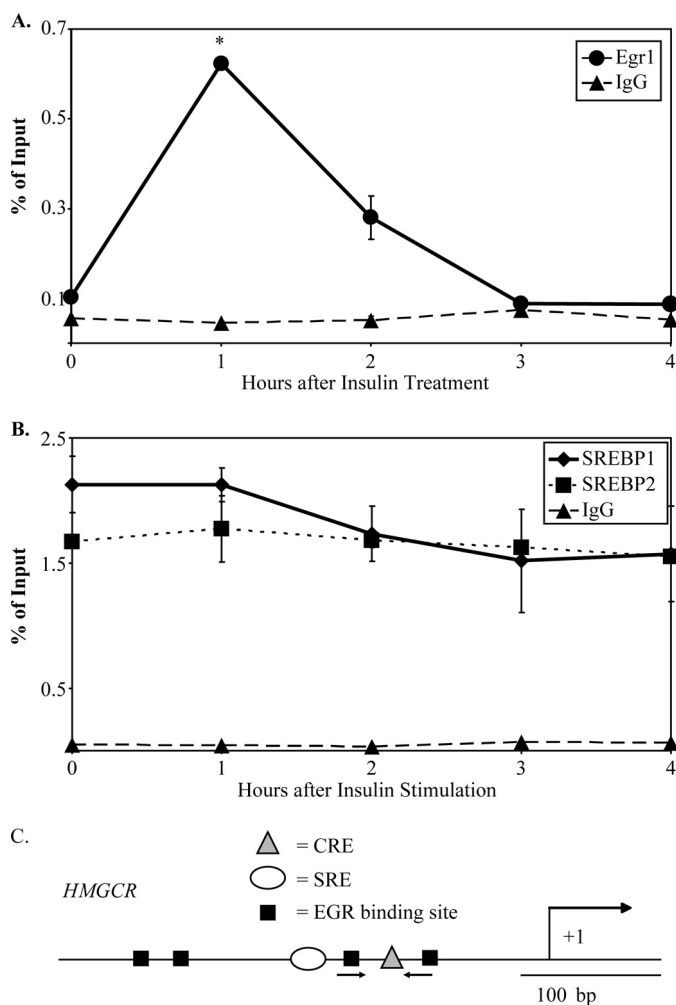 A.
0.7
*
Egr1
IgG
0.5
% of Input
0.3
0.1
0 1 2 3 4
Hours after Insulin Treatment
B.
2.5
SREBP1
SREBP2
IgG
% of Input
1.5
0.5
0 1 2 3 4
Hours after Insulin Stimulation
C.
= CRE
HMGCR
= SRE
= EGR binding site
+1
100 bp